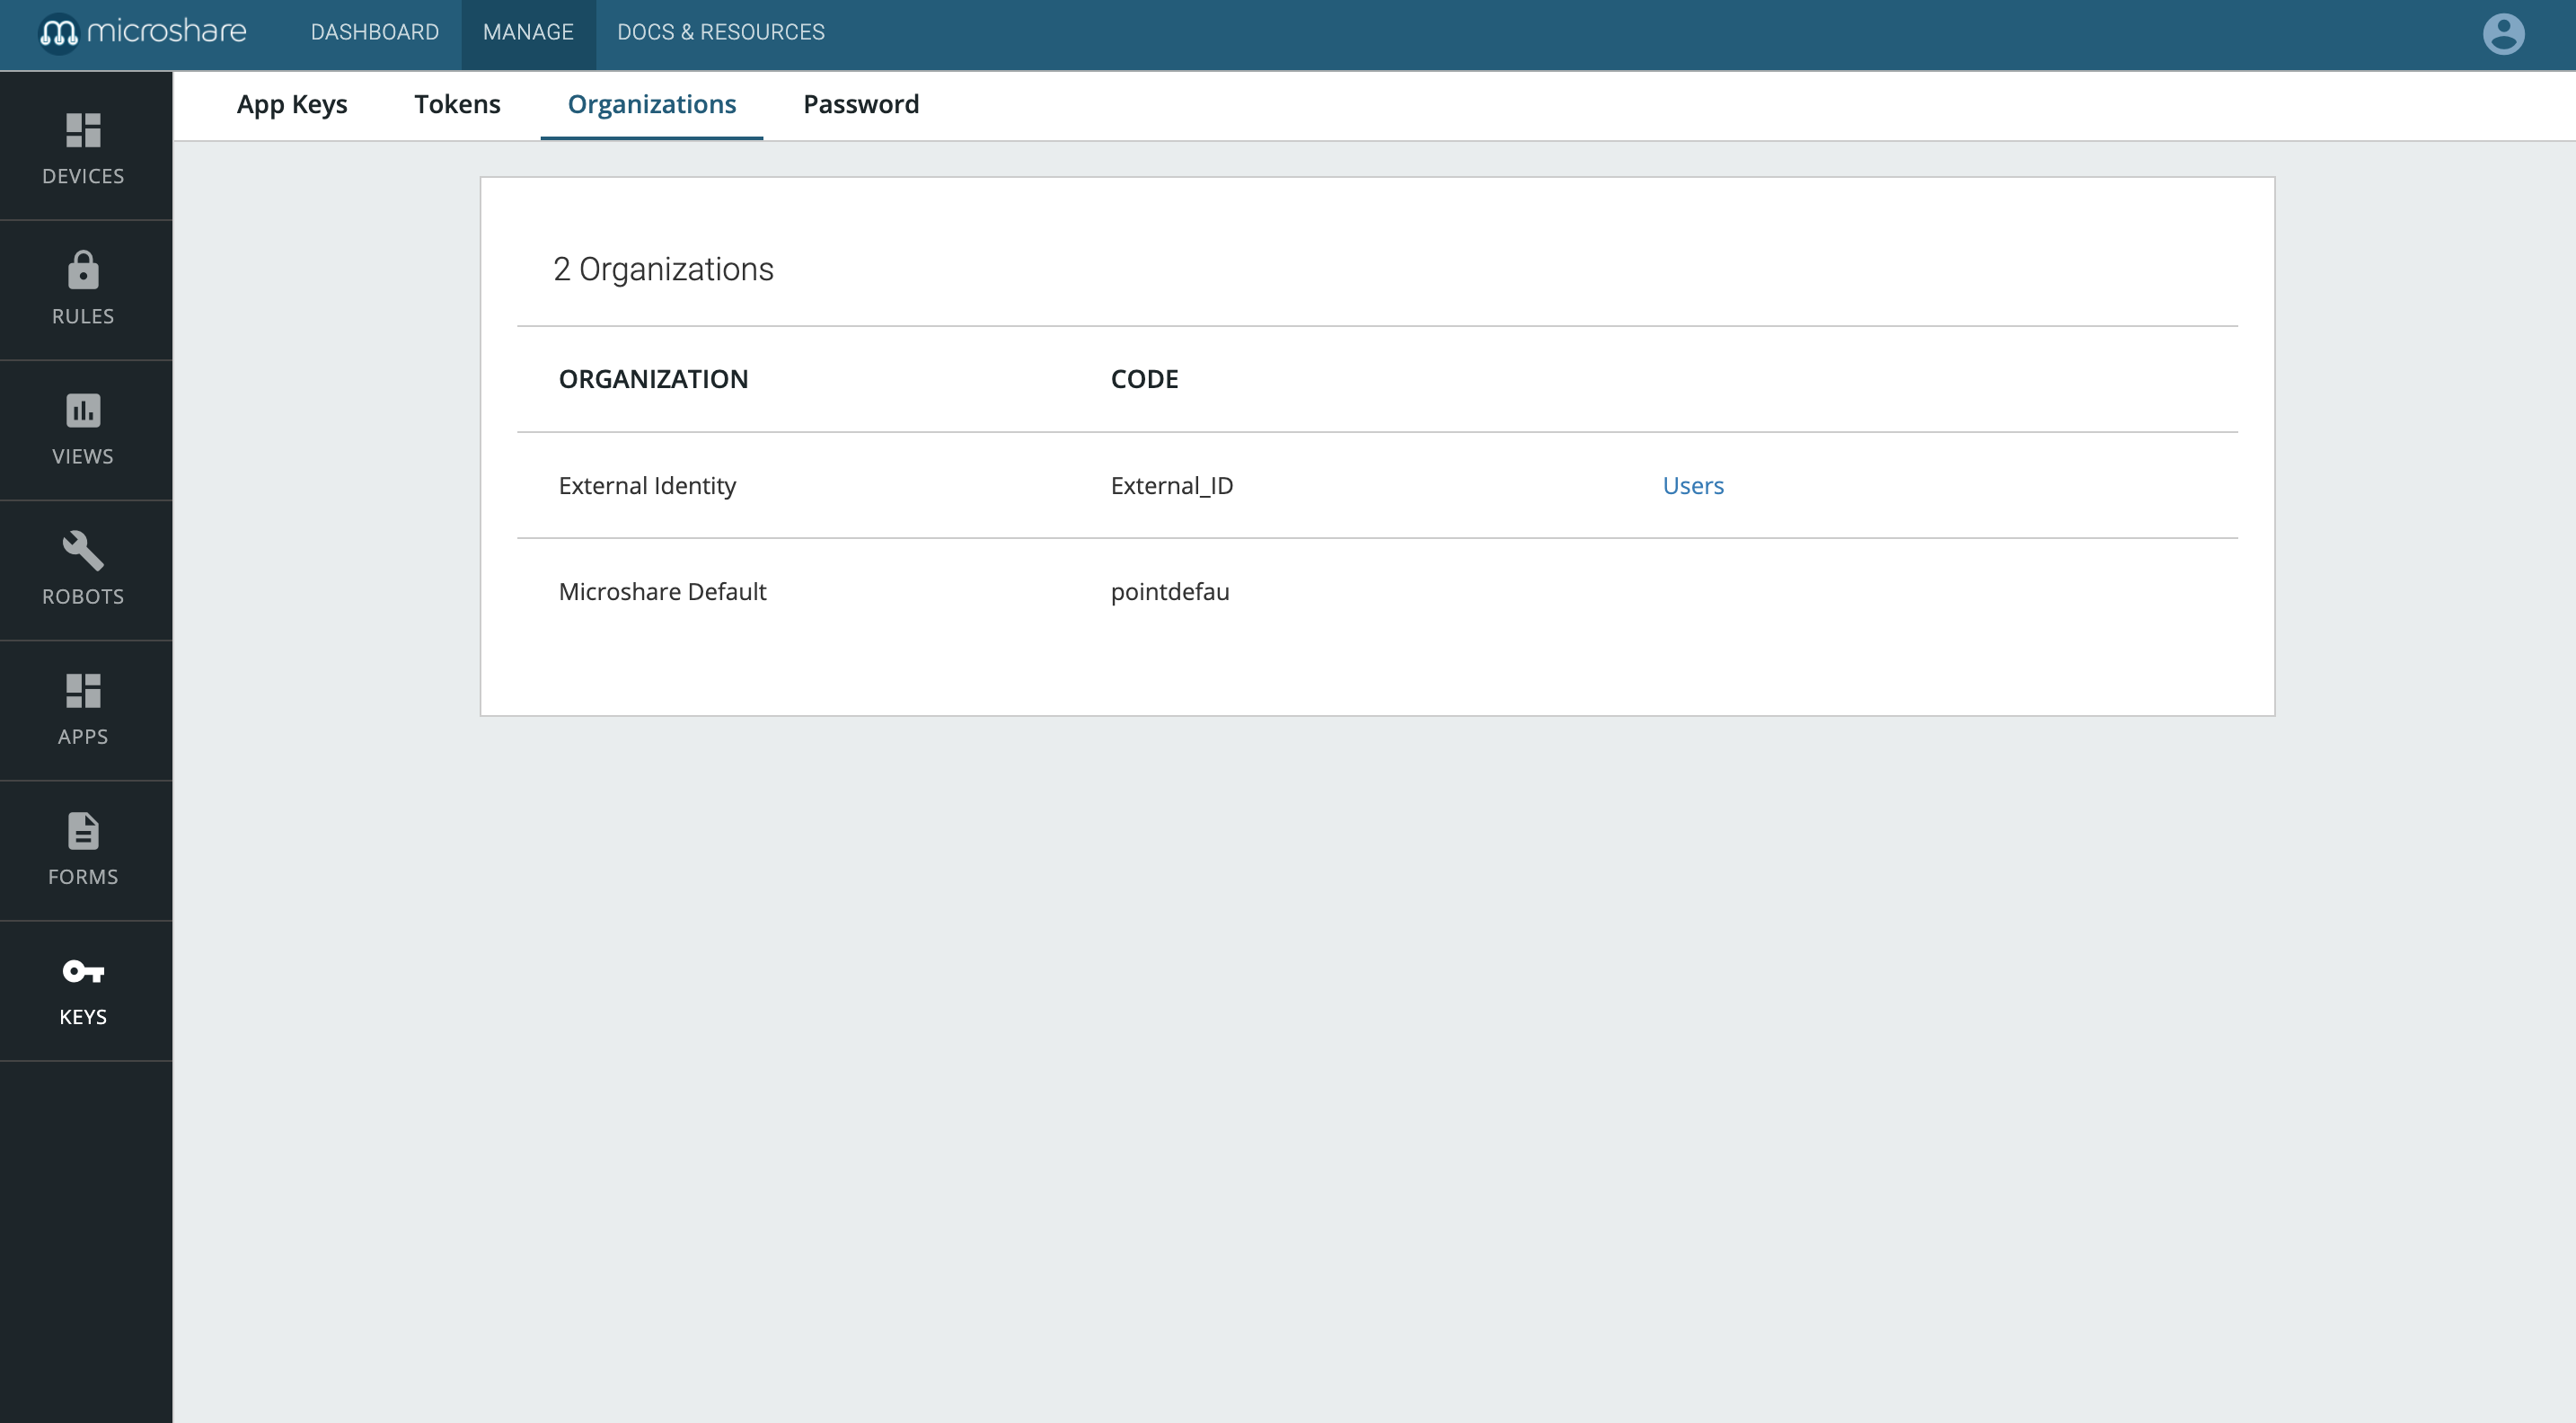 microshare DASHBOARD MANAGE DOCS & RESOURCES
App Keys Tokens Organizations Password
DEVICES
RULES
VIEWS
ROBOTS
APPS
FORMS
KEYS
2 Organizations
ORGANIZATION CODE
External Identity External_ID Users
Microshare Default pointdefau